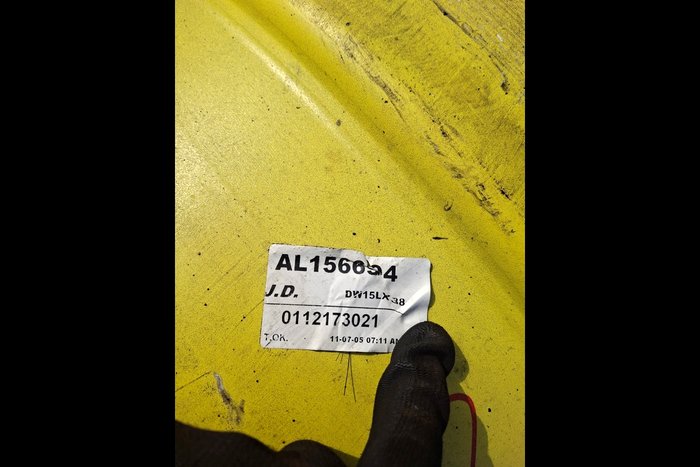 AL156694
J.D. DW15LX38
0112173021
T.OK. 11-07-05 07:11 AM